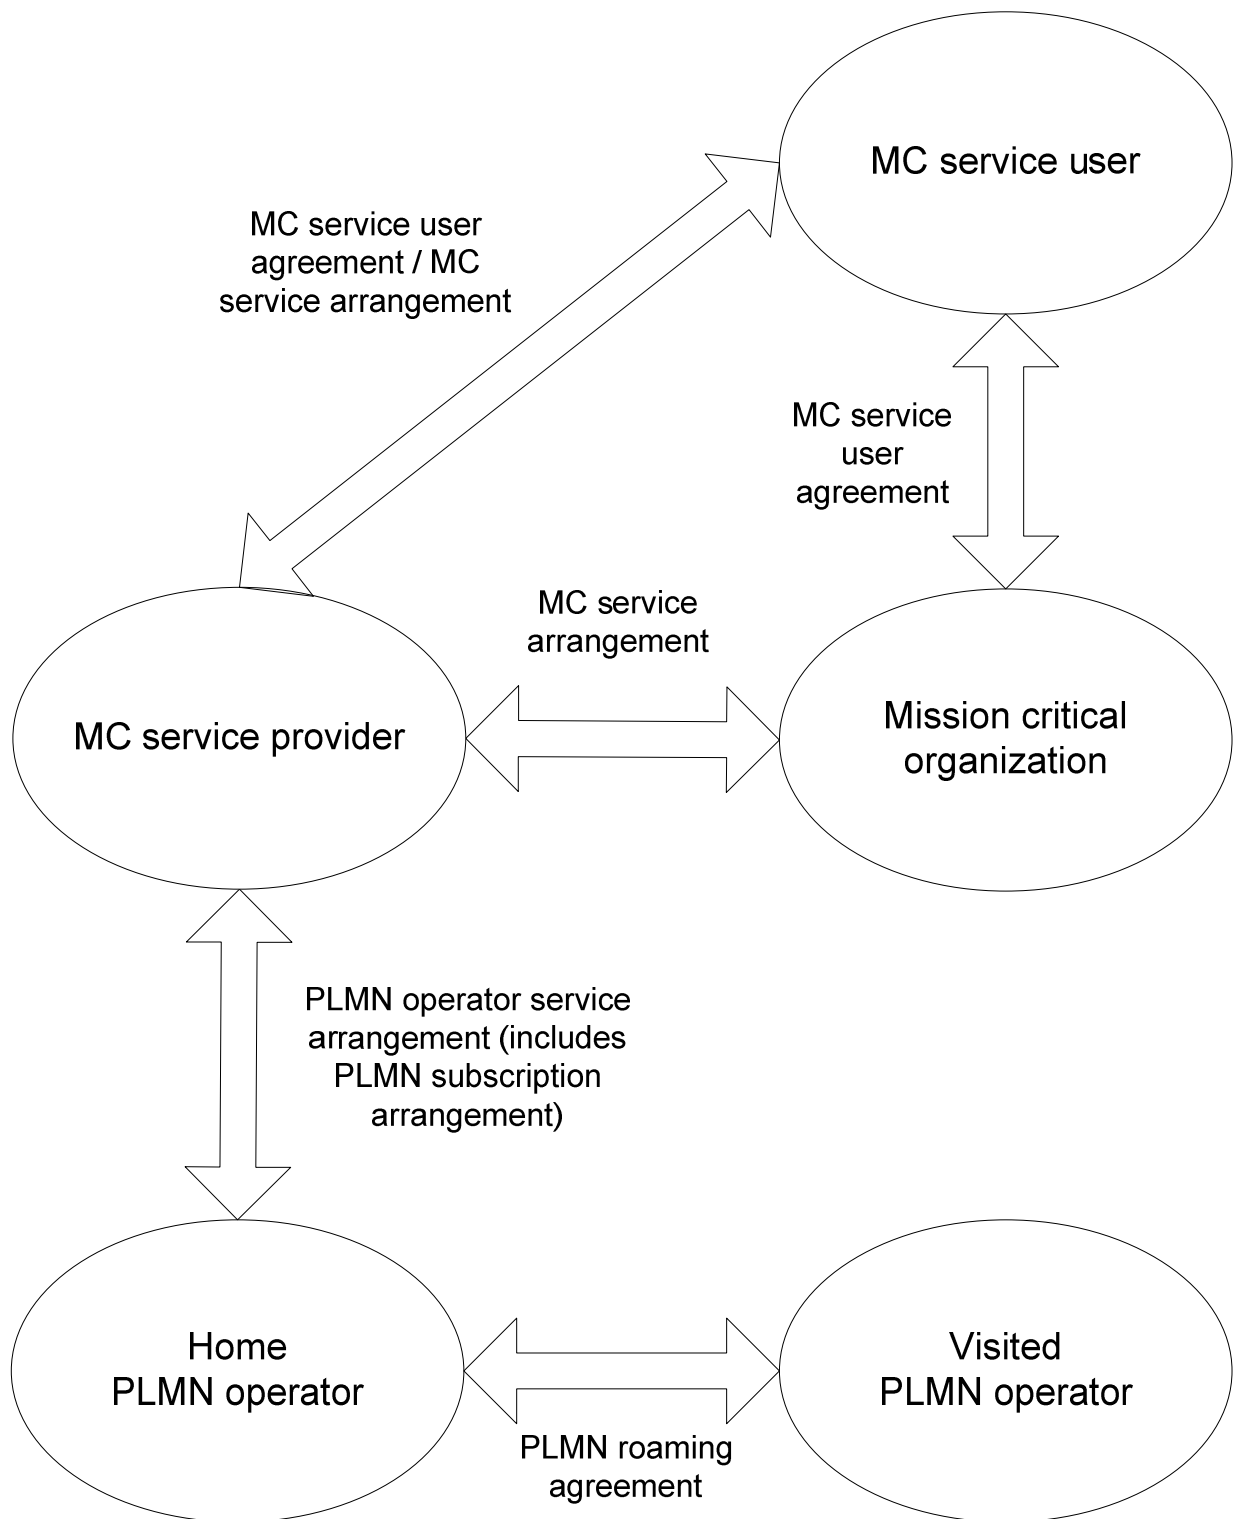 MC service user
MC service user
agreement / MC
service arrangement
MC service
user
agreement
MC service
arrangement
MC service provider
Mission critical
organization
PLMN operator service
arrangement (includes
PLMN subscription
arrangement)
Home
PLMN operator
Visited
PLMN operator
PLMN roaming
agreement